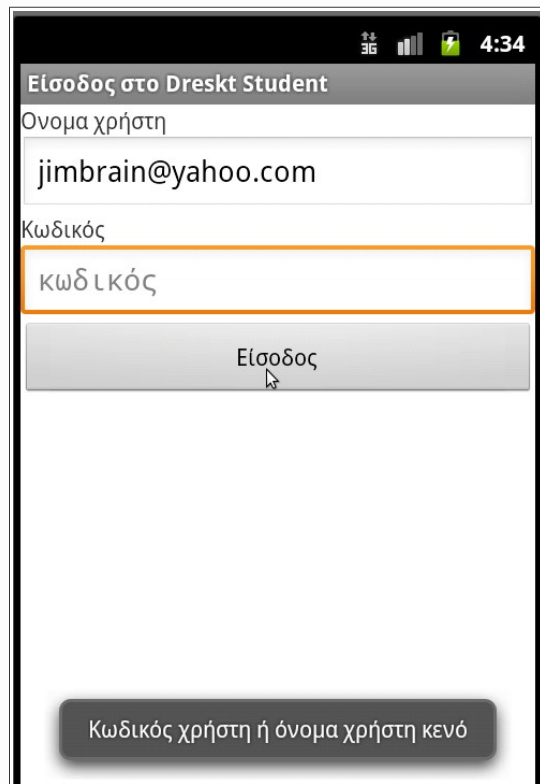 3G 4:34
Είσοδος στο Dreskt Student
Ονομα χρήστη
jimbrain@yahoo.com
Κωδικός
κωδικός
Είσοδος
Κωδικός χρήστη ή όνομα χρήστη κενό